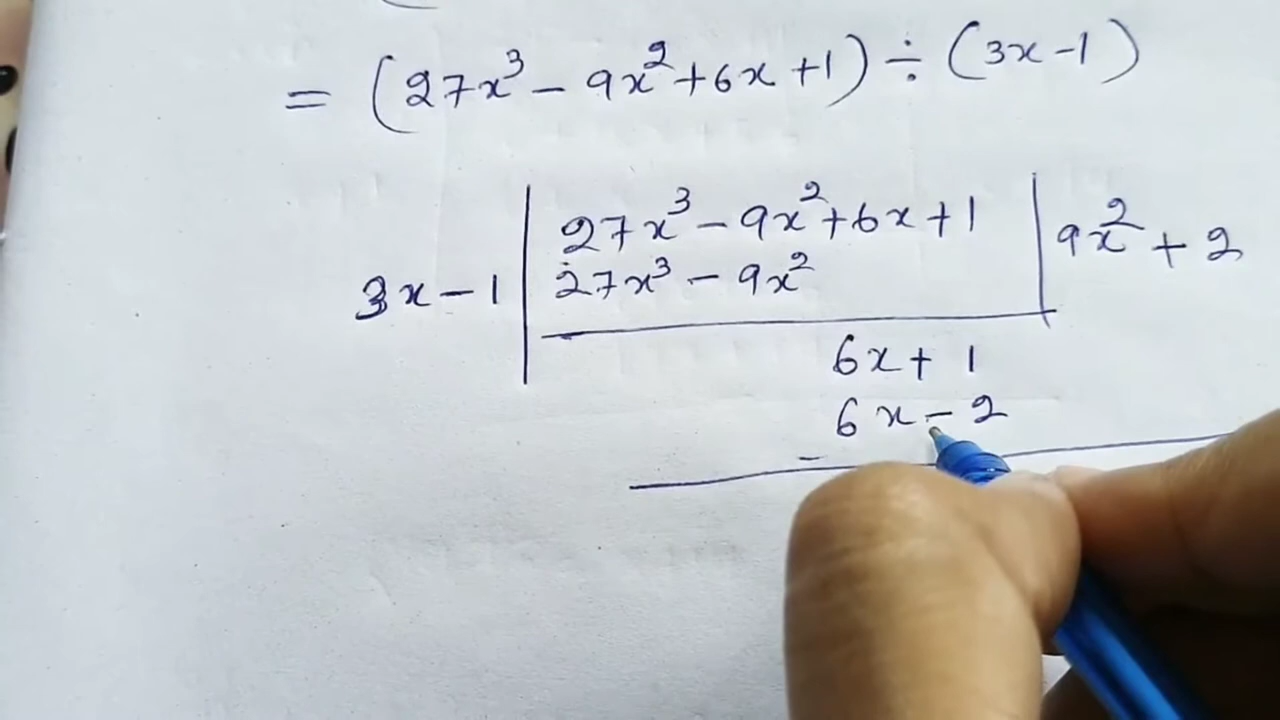 = (27x³ - 9x² + 6x + 1) ÷ (3x - 1)
3x - 1 | 27x³ - 9x² + 6x + 1 | 9x² + 2
27x³ - 9x²
6x + 1
6x - 2
-